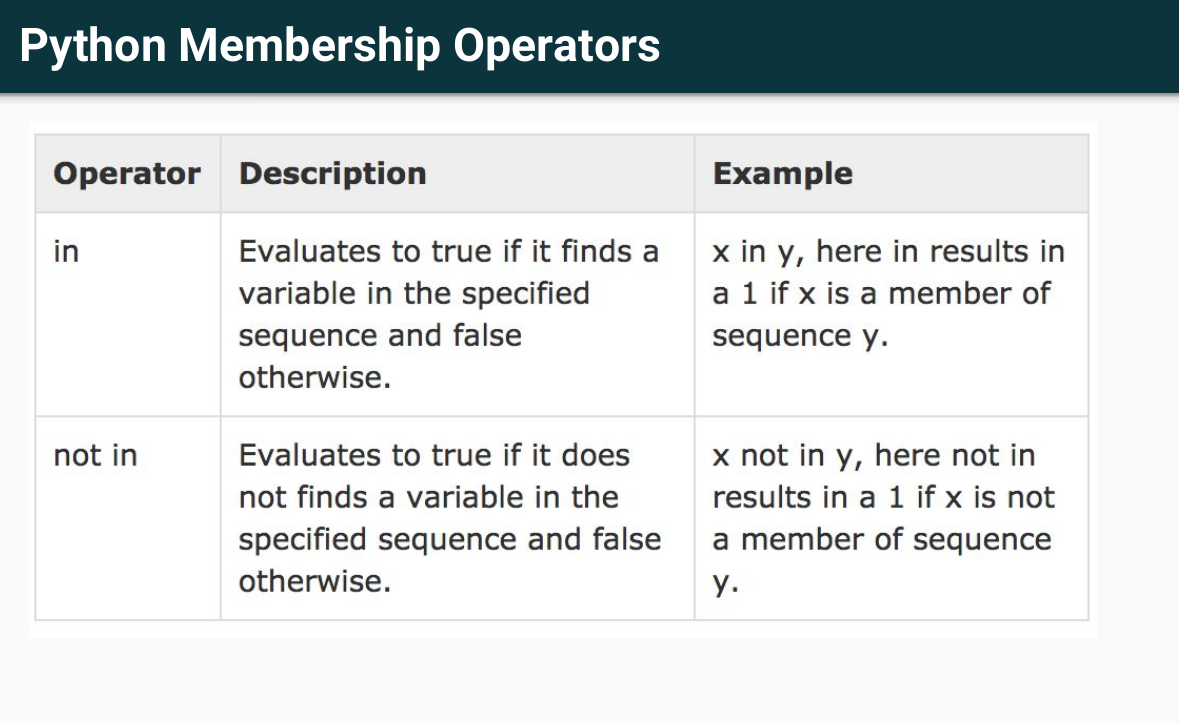 Python Membership Operators
Operator Description Example
in
Evaluates to true if it finds a
variable in the specified
sequence and false
otherwise.
x in y, here in results in
a 1 if x is a member of
sequence y.
not in
Evaluates to true if it does
not finds a variable in the
specified sequence and false
otherwise.
x not in y, here not in
results in a 1 if x is not
a member of sequence
y.